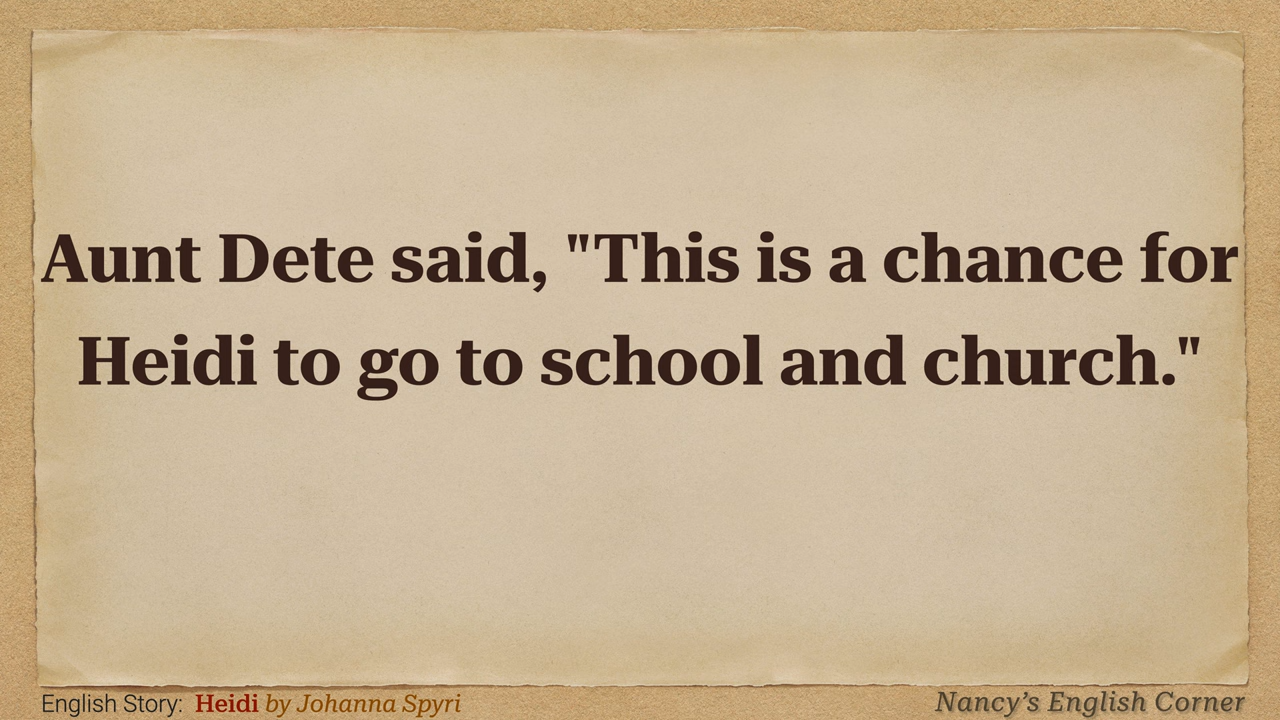 Aunt Dete said, "This is a chance for
Heidi to go to school and church."
English Story: Heidi by Johanna Spyri
Nancy’s English Corner